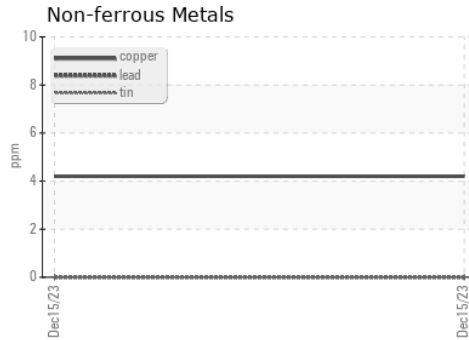 Non-ferrous Metals
10
copper
lead
tin
8
6
ppm
4
2
0
Dec15/23
Dec15/23